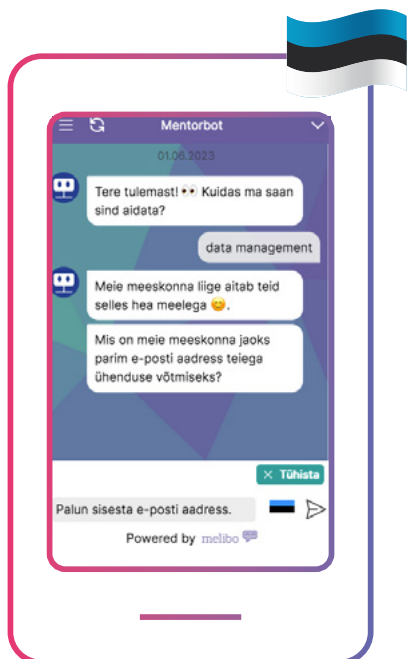 Mentorbot
01.06.2023
Tere tulemast! 👀 Kuidas ma saan
sind aidata?
data management
Meie meeskonna liige aitab teid
selles hea meelega 😊.
Mis on meie meeskonna jaoks
parim e-posti aadress teiega
ühenduse võtmiseks?
× Tühista
Palun sisesta e-posti aadress.
Powered by melibo